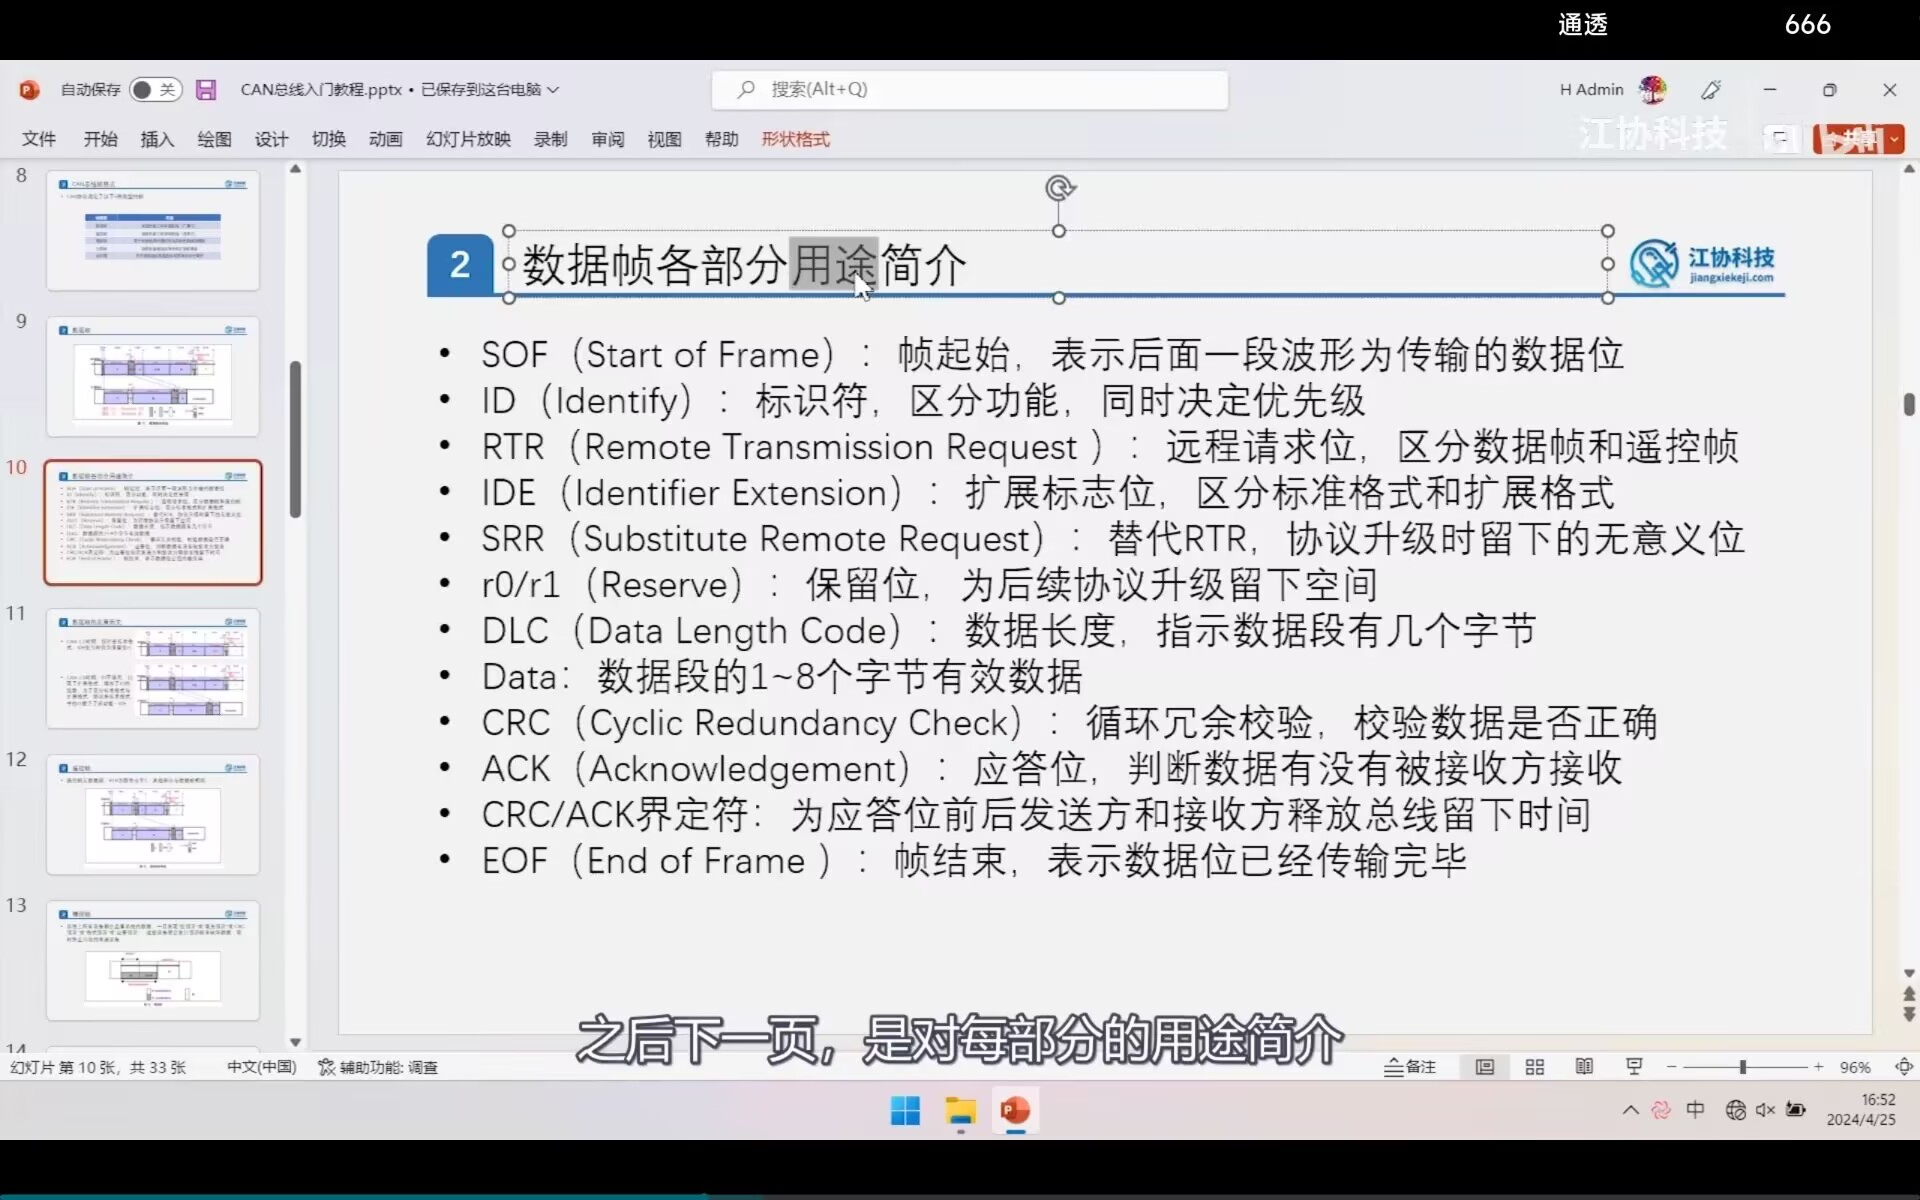 通透 666
自动保存 关 CAN总线入门教程.pptx • 已保存到这台电脑 搜索(Alt+Q) H Admin
文件 开始 插入 绘图 设计 切换 动画 幻灯片放映 录制 审阅 视图 帮助 形状格式
江协科技
共享
8
9
10
11
12
13
14
2 数据帧各部分用途简介
江协科技
jiangxiekeji.com
• SOF（Start of Frame）：帧起始，表示后面一段波形为传输的数据位
• ID（Identify）：标识符，区分功能，同时决定优先级
• RTR（Remote Transmission Request ）：远程请求位，区分数据帧和遥控帧
• IDE（Identifier Extension）：扩展标志位，区分标准格式和扩展格式
• SRR（Substitute Remote Request）：替代RTR，协议升级时留下的无意义位
• r0/r1（Reserve）：保留位，为后续协议升级留下空间
• DLC（Data Length Code）：数据长度，指示数据段有几个字节
• Data：数据段的1~8个字节有效数据
• CRC（Cyclic Redundancy Check）：循环冗余校验，校验数据是否正确
• ACK（Acknowledgement）：应答位，判断数据有没有被接收方接收
• CRC/ACK界定符：为应答位前后发送方和接收方释放总线留下时间
• EOF（End of Frame ）：帧结束，表示数据位已经传输完毕
之后下一页，是对每部分的用途简介
幻灯片 第 10 张，共 33 张 中文(中国) 辅助功能: 调查 备注 96%
中 16:52
2024/4/25